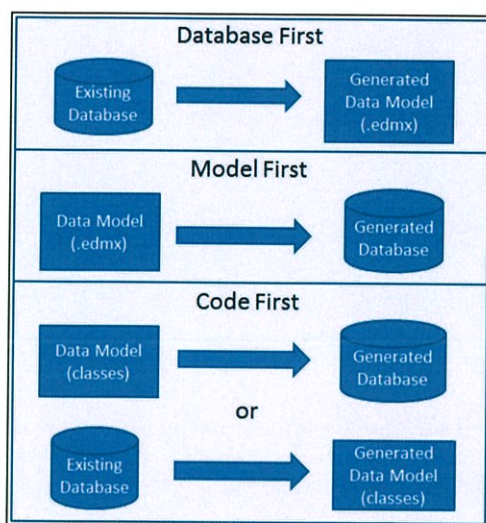 Database First
Existing
Database
Generated
Data Model
(.edmx)
Model First
Data Model
(.edmx)
Generated
Database
Code First
Data Model
(classes)
Generated
Database
or
Existing
Database
Generated
Data Model
(classes)